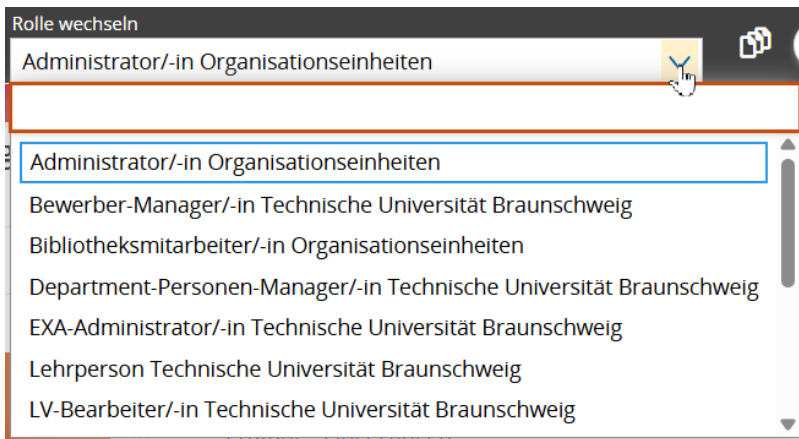 Rolle wechseln
Administrator/-in Organisationseinheiten
Administrator/-in Organisationseinheiten
Bewerber-Manager/-in Technische Universität Braunschweig
Bibliotheksmitarbeiter/-in Organisationseinheiten
Department-Personen-Manager/-in Technische Universität Braunschweig
EXA-Administrator/-in Technische Universität Braunschweig
Lehrperson Technische Universität Braunschweig
LV-Bearbeiter/-in Technische Universität Braunschweig